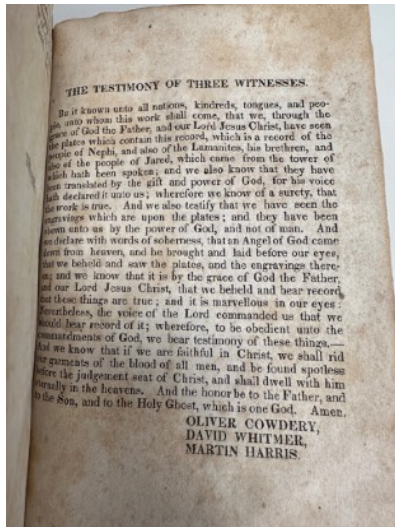 THE TESTIMONY OF THREE WITNESSES.
Be it known unto all nations, kindreds, tongues, and peo-
ple, unto whom this work shall come, that we, through the
grace of God the Father, and our Lord Jesus Christ, have seen
the plates which contain this record, which is a record of the
people of Nephi, and also of the Lamanites, his brethren, and
also of the people of Jared, which came from the tower of
which hath been spoken; and we also know that they have
been translated by the gift and power of God, for his voice
hath declared it unto us; wherefore we know of a surety, that
the work is true. And we also testify that we have seen the
engravings which are upon the plates; and they have been
shewn unto us by the power of God, and not of man. And
we declare with words of soberness, that an Angel of God came
down from heaven, and he brought and laid before our eyes,
that we beheld and saw the plates, and the engravings there-
on; and we know that it is by the grace of God the Father,
and our Lord Jesus Christ, that we beheld and bear record
that these things are true; and it is marvellous in our eyes:
Nevertheless, the voice of the Lord commanded us that we
should bear record of it; wherefore, to be obedient unto the
commandments of God, we bear testimony of these things.—
And we know that if we are faithful in Christ, we shall rid
our garments of the blood of all men, and be found spotless
before the judgement seat of Christ, and shall dwell with him
eternally in the heavens. And the honor be to the Father, and
to the Son, and to the Holy Ghost, which is one God. Amen.
OLIVER COWDERY,
DAVID WHITMER,
MARTIN HARRIS.